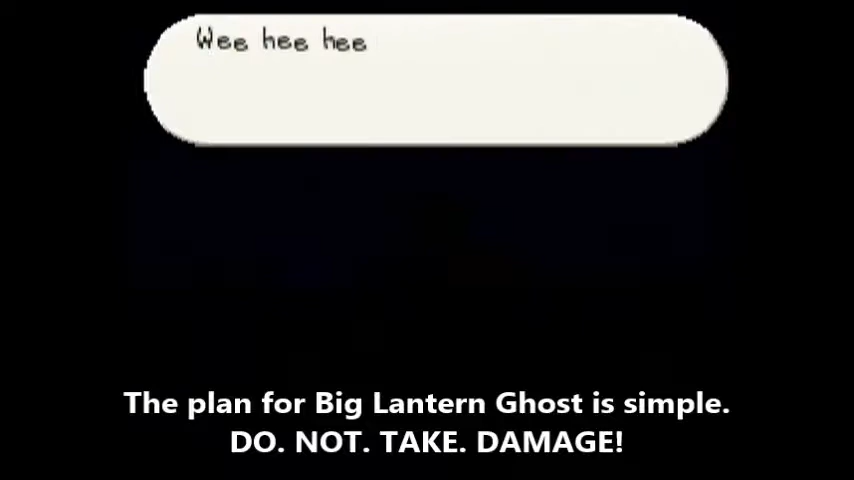 Wee hee hee
The plan for Big Lantern Ghost is simple.
DO. NOT. TAKE. DAMAGE!